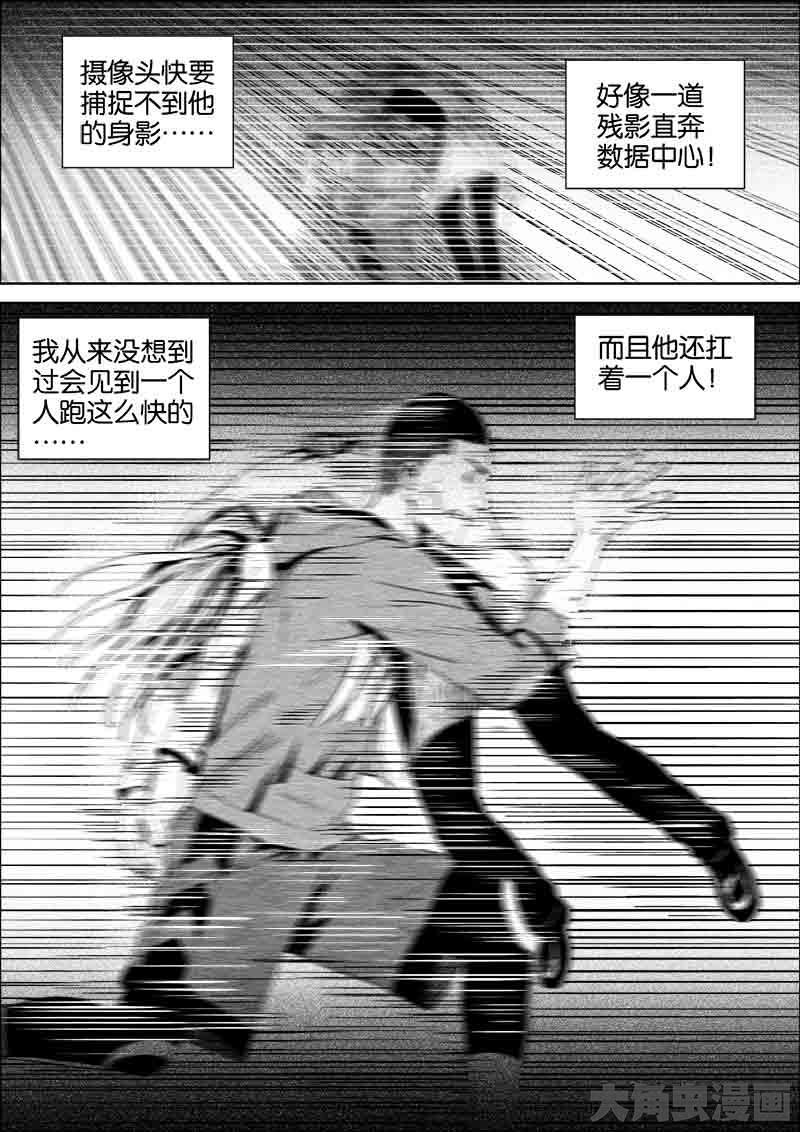 摄像头快要
捕捉不到他
的身影……
好像一道
残影直奔
数据中心！
我从来没想到
过会见到一个
人跑这么快的
……
而且他还扛
着一个人！
大角虫漫画